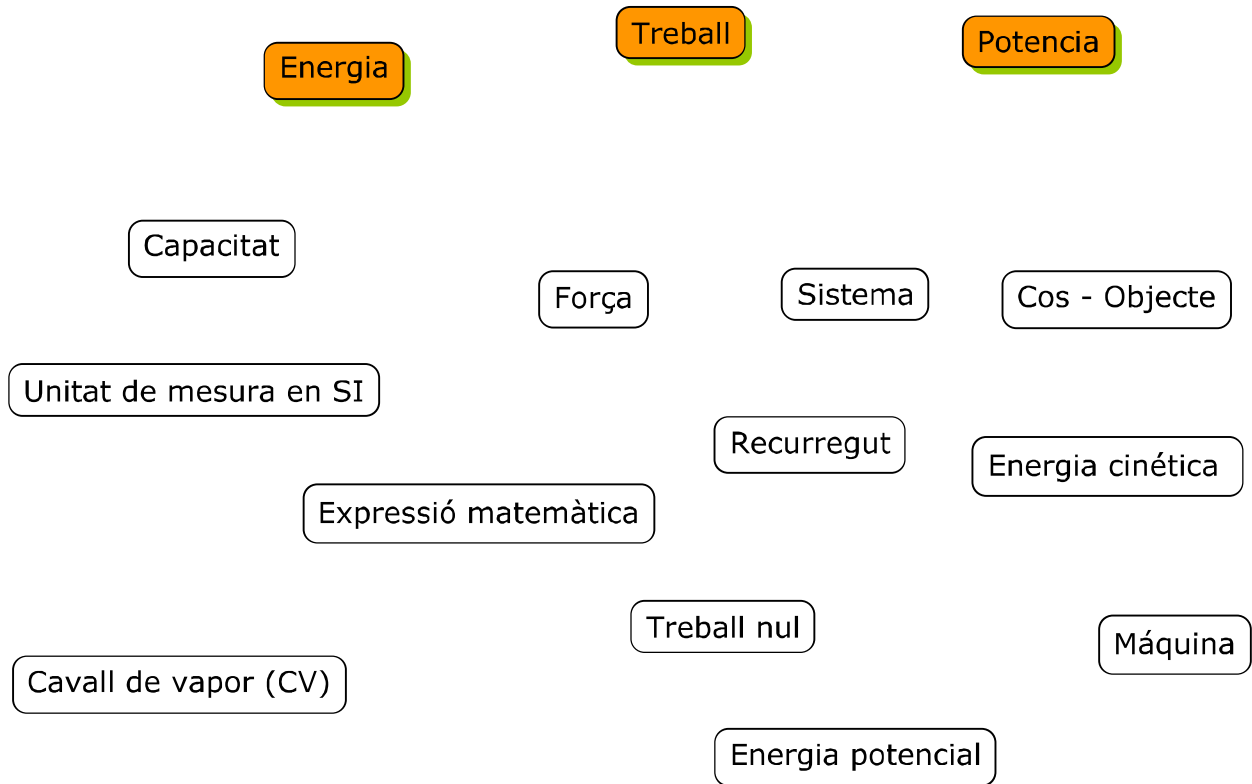 Energia
Treball
Potencia
Capacitat
Força
Sistema
Cos - Objecte
Unitat de mesura en SI
Recurregut
Energia cinética
Expressió matemàtica
Treball nul
Máquina
Cavall de vapor (CV)
Energia potencial